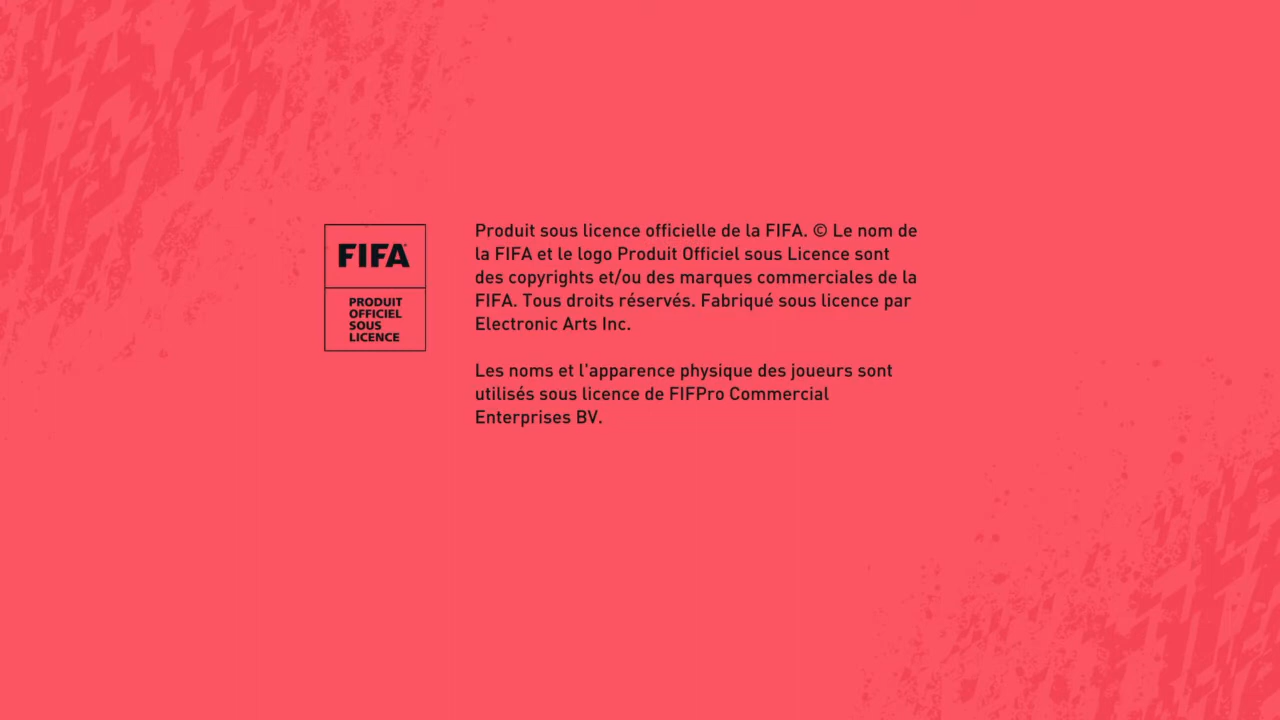 FIFA
PRODUIT
OFFICIEL
SOUS
LICENCE
Produit sous licence officielle de la FIFA. © Le nom de
la FIFA et le logo Produit Officiel sous Licence sont
des copyrights et/ou des marques commerciales de la
FIFA. Tous droits réservés. Fabriqué sous licence par
Electronic Arts Inc.
Les noms et l'apparence physique des joueurs sont
utilisés sous licence de FIFPro Commercial
Enterprises BV.